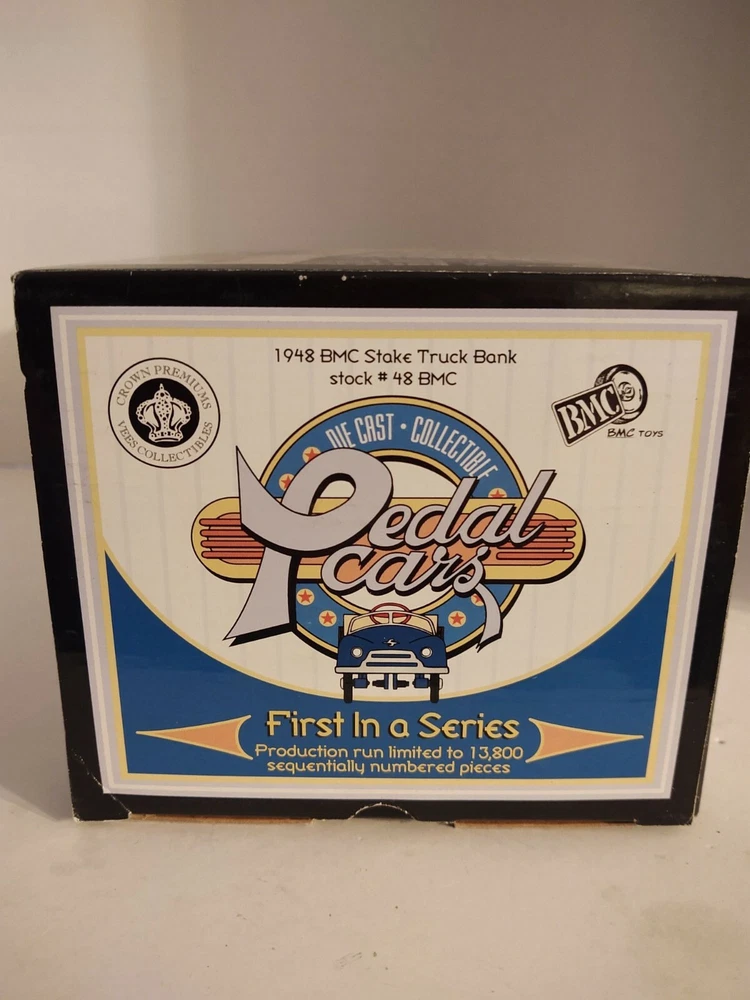 1948 BMC Stake Truck Bank
stock # 48 BMC
CROWN PREMIUMS
VEES COLLECTIBLES
BMC
BMC TOYS
DIE CAST • COLLECTIBLE
Pedal
cars
First In a Series
Production run limited to 13,800
sequentially numbered pieces